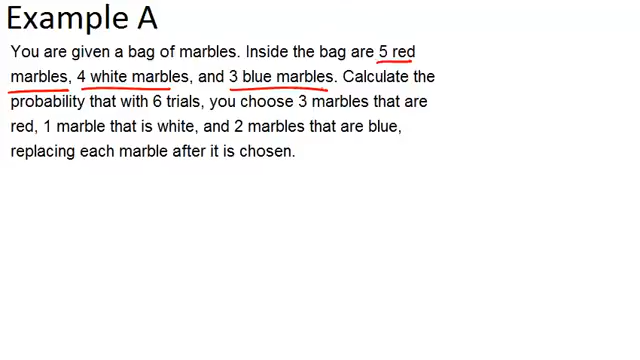 Example A
You are given a bag of marbles. Inside the bag are 5 red
marbles, 4 white marbles, and 3 blue marbles. Calculate the
probability that with 6 trials, you choose 3 marbles that are
red, 1 marble that is white, and 2 marbles that are blue,
replacing each marble after it is chosen.